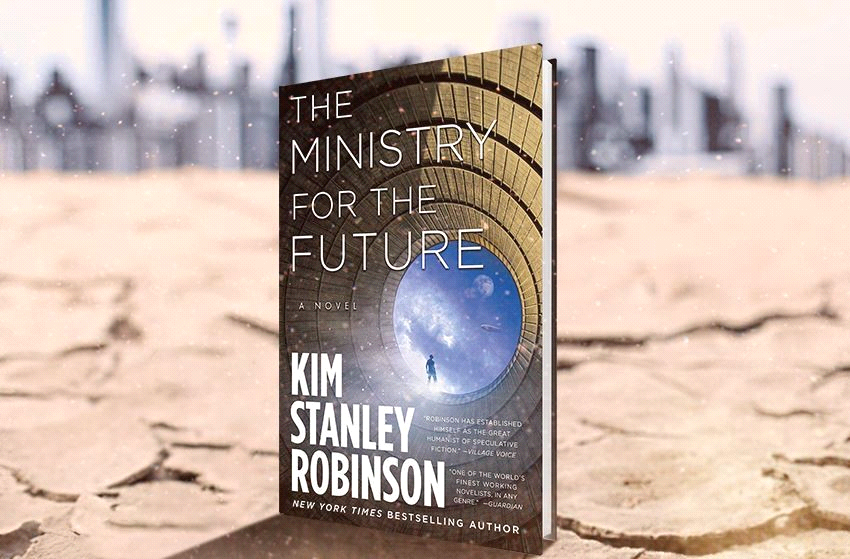 THE
MINISTRY
FOR THE
FUTURE
A NOVEL
KIM
STANLEY
ROBINSON
"ROBINSON HAS ESTABLISHED
HIMSELF AS THE GREAT
HUMANIST OF SPECULATIVE
FICTION." —VILLAGE VOICE
"ONE OF THE WORLD'S
FINEST WORKING
NOVELISTS, IN ANY
GENRE." —GUARDIAN
NEW YORK TIMES BESTSELLING AUTHOR